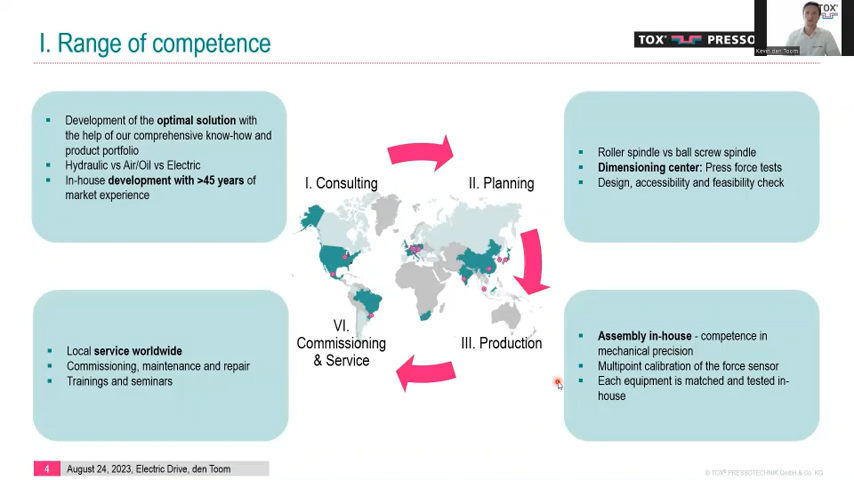 I. Range of competence
TOX PRESSO
TOX
Kevin den Toom
Development of the optimal solution with
the help of our comprehensive know-how and
product portfolio
Hydraulic vs Air/Oil vs Electric
In-house development with >45 years of
market experience
Roller spindle vs ball screw spindle
Dimensioning center: Press force tests
Design, accessibility and feasibility check
I. Consulting
II. Planning
VI.
Commissioning
& Service
III. Production
Local service worldwide
Commissioning, maintenance and repair
Trainings and seminars
Assembly in-house - competence in
mechanical precision
Multipoint calibration of the force sensor
Each equipment is matched and tested in-
house
4 August 24, 2023, Electric Drive, den Toom
© TOX® PRESSOTECHNIK GmbH & Co. KG